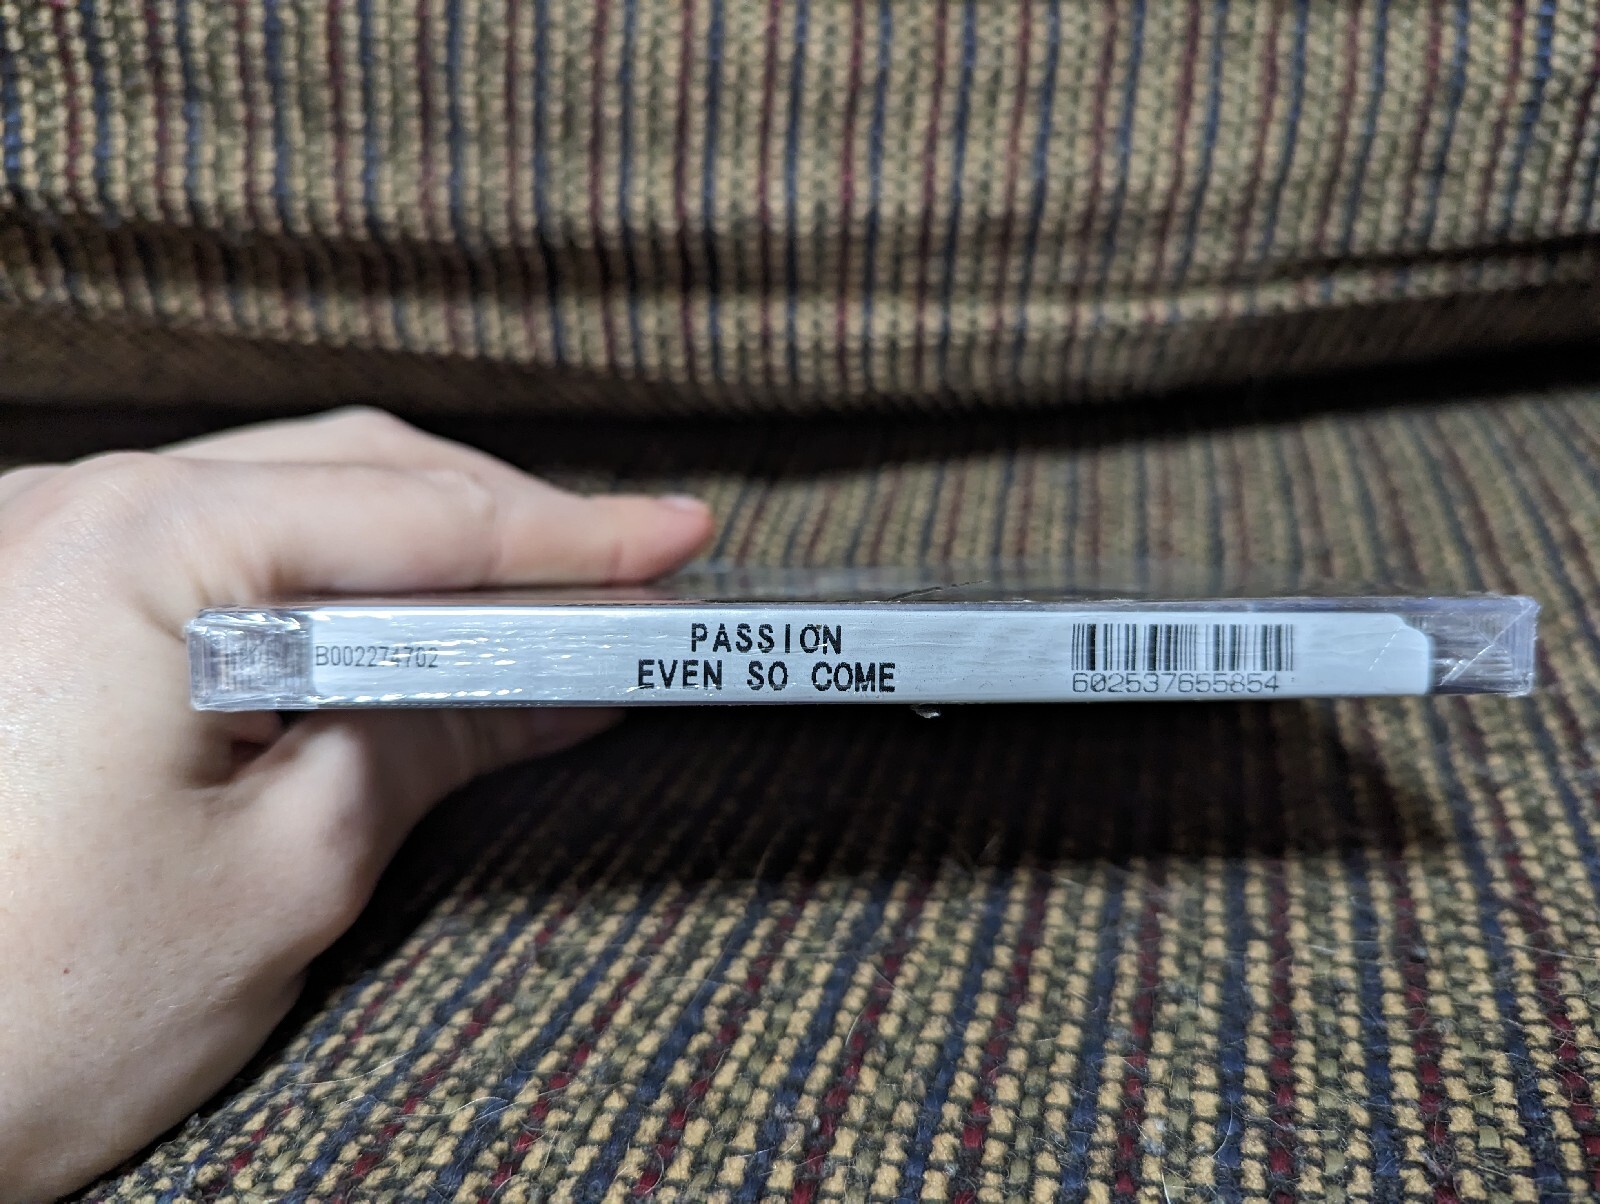 B002274702
PASSION
EVEN SO COME
602537655854